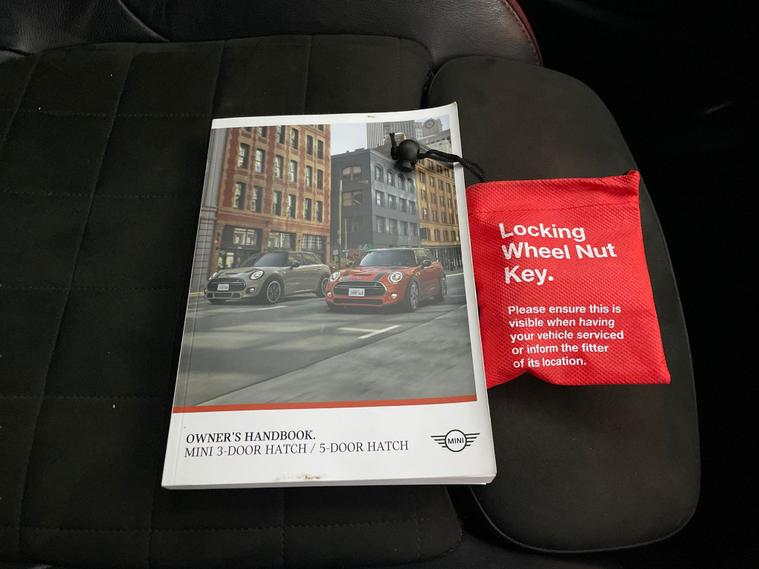 OWNER'S HANDBOOK.
MINI 3-DOOR HATCH / 5-DOOR HATCH
MINI
Locking
Wheel Nut
Key.
Please ensure this is
visible when having
your vehicle serviced
or inform the fitter
of its location.